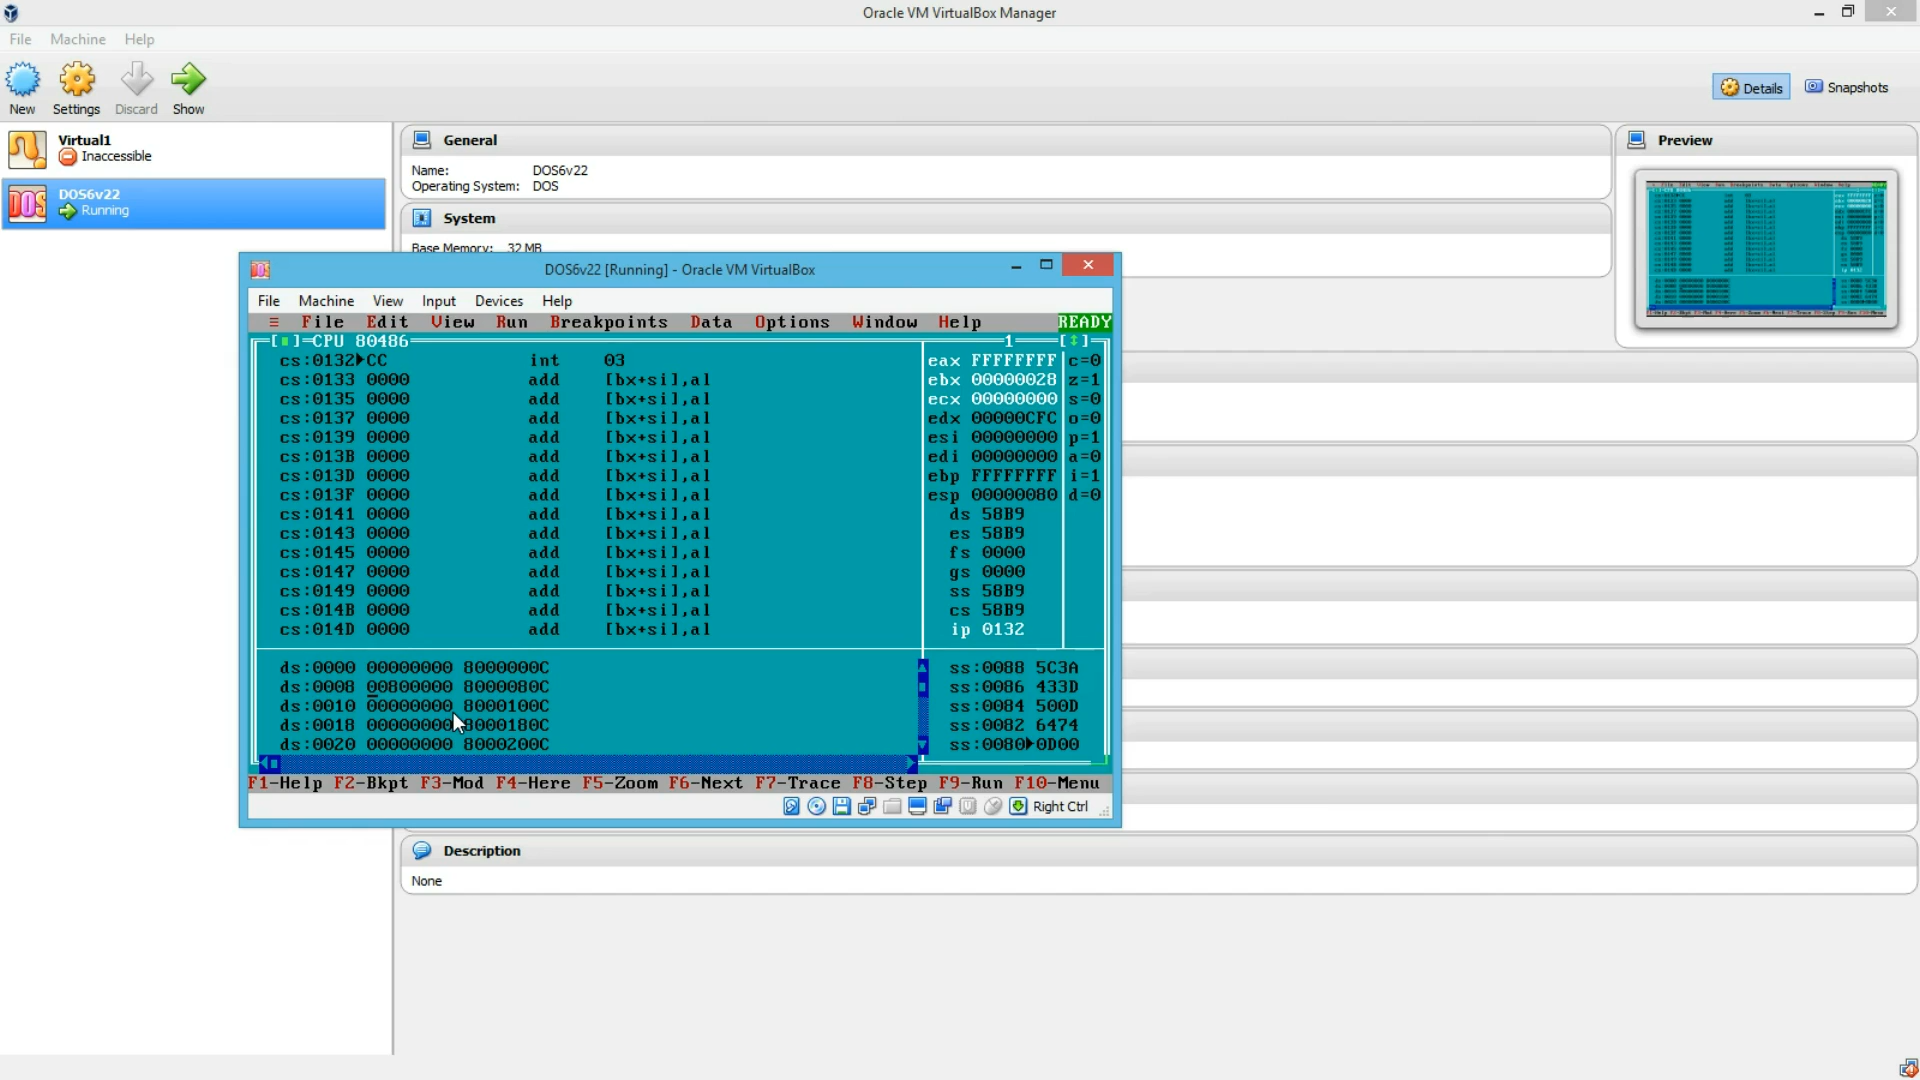 Oracle VM VirtualBox Manager
File Machine Help
New Settings Discard Show
Details Snapshots
Virtual1
Inaccessible
DOS6v22
Running
General
Name: DOS6v22
Operating System: DOS
System
Base Memory: 32 MB
Preview
DOS6v22 [Running] - Oracle VM VirtualBox
File Machine View Input Devices Help
≡ File Edit View Run Breakpoints Data Options Window Help READY
[■]=CPU 80486 1 [↕]
cs:0132►CC int 03 eax FFFFFFFF c=0
cs:0133 0000 add [bx+si],al ebx 00000028 z=1
cs:0135 0000 add [bx+si],al ecx 00000000 s=0
cs:0137 0000 add [bx+si],al edx 00000CFC o=0
cs:0139 0000 add [bx+si],al esi 00000000 p=1
cs:013B 0000 add [bx+si],al edi 00000000 a=0
cs:013D 0000 add [bx+si],al ebp FFFFFFFF i=1
cs:013F 0000 add [bx+si],al esp 00000080 d=0
cs:0141 0000 add [bx+si],al ds 58B9
cs:0143 0000 add [bx+si],al es 58B9
cs:0145 0000 add [bx+si],al fs 0000
cs:0147 0000 add [bx+si],al gs 0000
cs:0149 0000 add [bx+si],al ss 58B9
cs:014B 0000 add [bx+si],al cs 58B9
cs:014D 0000 add [bx+si],al ip 0132
ds:0000 00000000 8000000C ss:0088 5C3A
ds:0008 00800000 8000080C ss:0086 433D
ds:0010 00000000 8000100C ss:0084 500D
ds:0018 00000000 8000180C ss:0082 6474
ds:0020 00000000 8000200C ss:0080►0D00
F1-Help F2-Bkpt F3-Mod F4-Here F5-Zoom F6-Next F7-Trace F8-Step F9-Run F10-Menu
Right Ctrl
Description
None